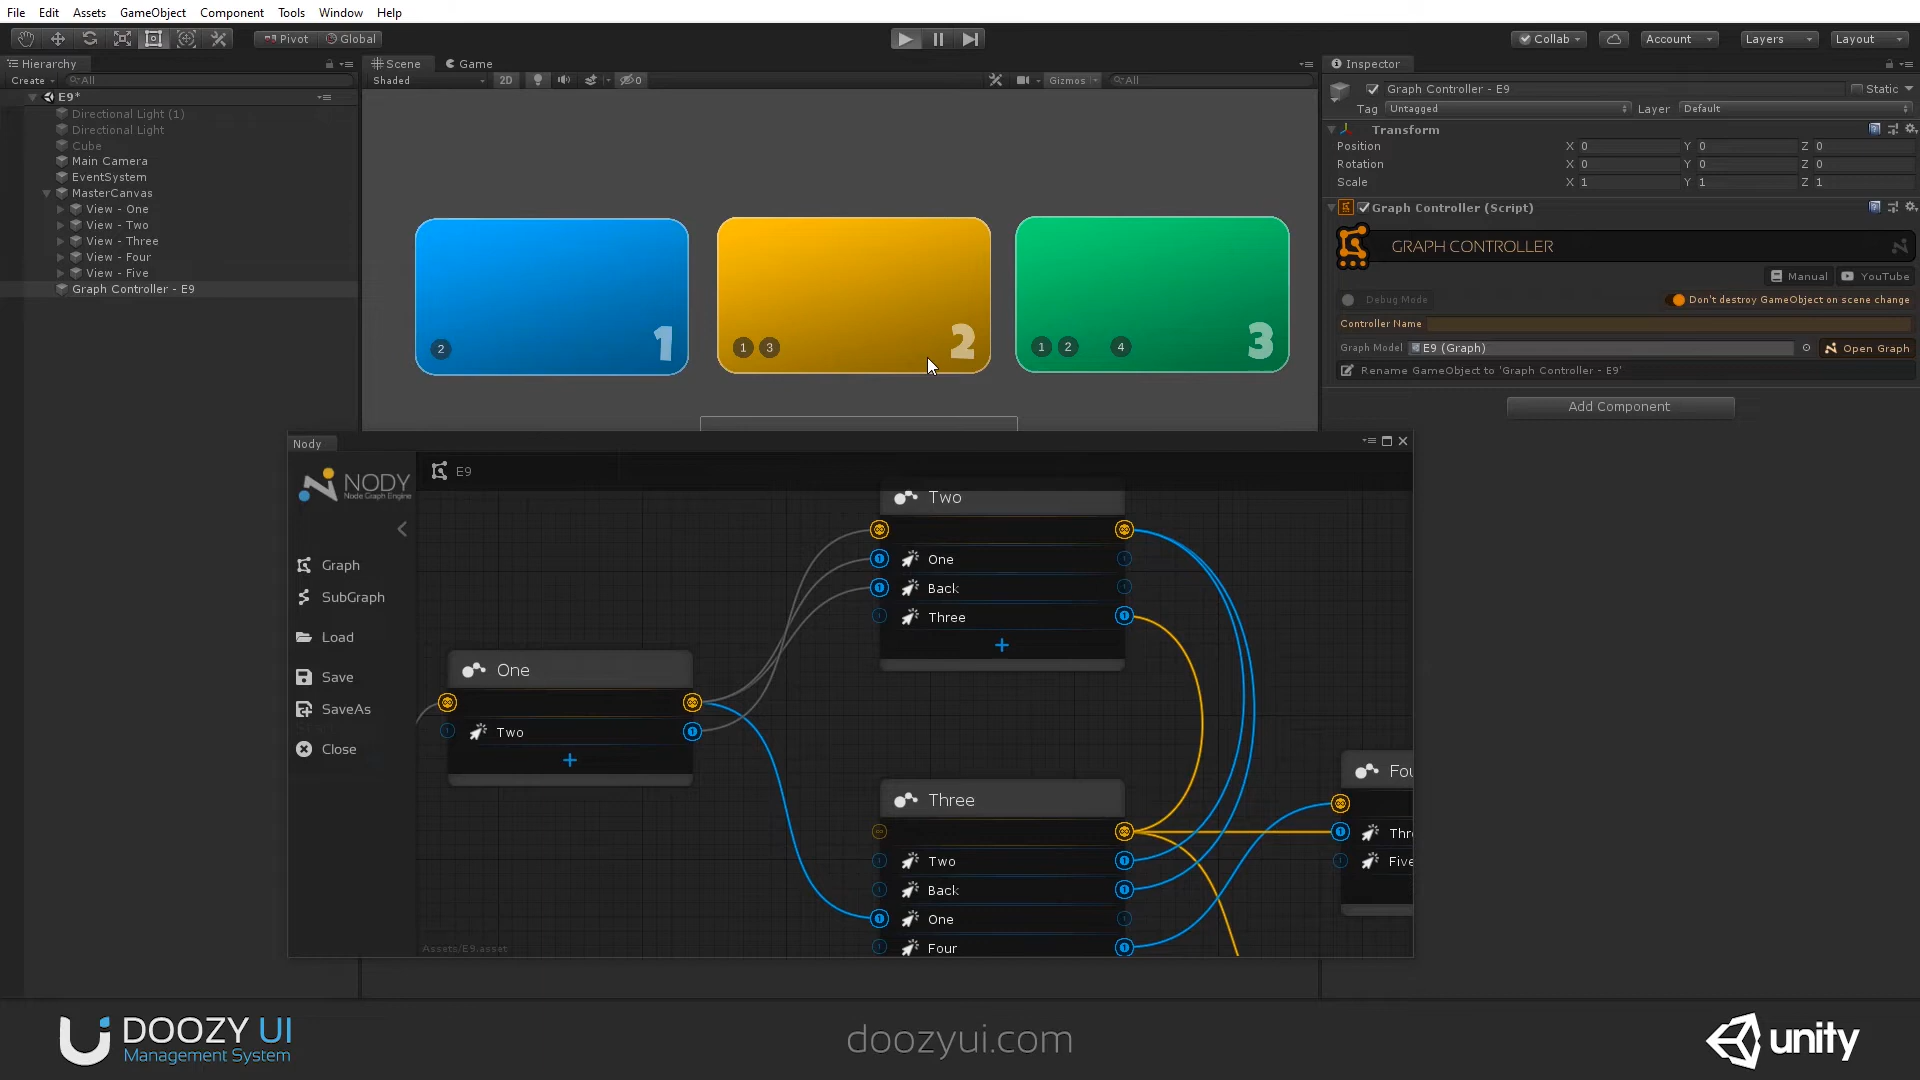 File Edit Assets GameObject Component Tools Window Help
Pivot Global Collab Account Layers Layout
Hierarchy
Create All
E9*
Directional Light (1)
Directional Light
Cube
Main Camera
EventSystem
MasterCanvas
View - One
View - Two
View - Three
View - Four
View - Five
Graph Controller - E9
Scene Game
Shaded 2D 0 Gizmos All
2 1
1 3 2
1 2 4 3
Inspector
Graph Controller - E9 Static
Tag Untagged Layer Default
Transform
Position X 0 Y 0 Z 0
Rotation X 0 Y 0 Z 0
Scale X 1 Y 1 Z 1
Graph Controller (Script)
GRAPH CONTROLLER
Manual YouTube
Debug Mode Don't destroy GameObject on scene change
Controller Name
Graph Model E9 (Graph) Open Graph
Rename GameObject to 'Graph Controller - E9'
Add Component
Nody
NODY
Node Graph Engine
Graph
SubGraph
Load
Save
SaveAs
Close
E9
One
Two
Two
One
Back
Three
Three
Two
Back
One
Four
Fou
Thre
Five
Assets/E9.asset
DOOZY UI
Management System
doozyui.com
unity